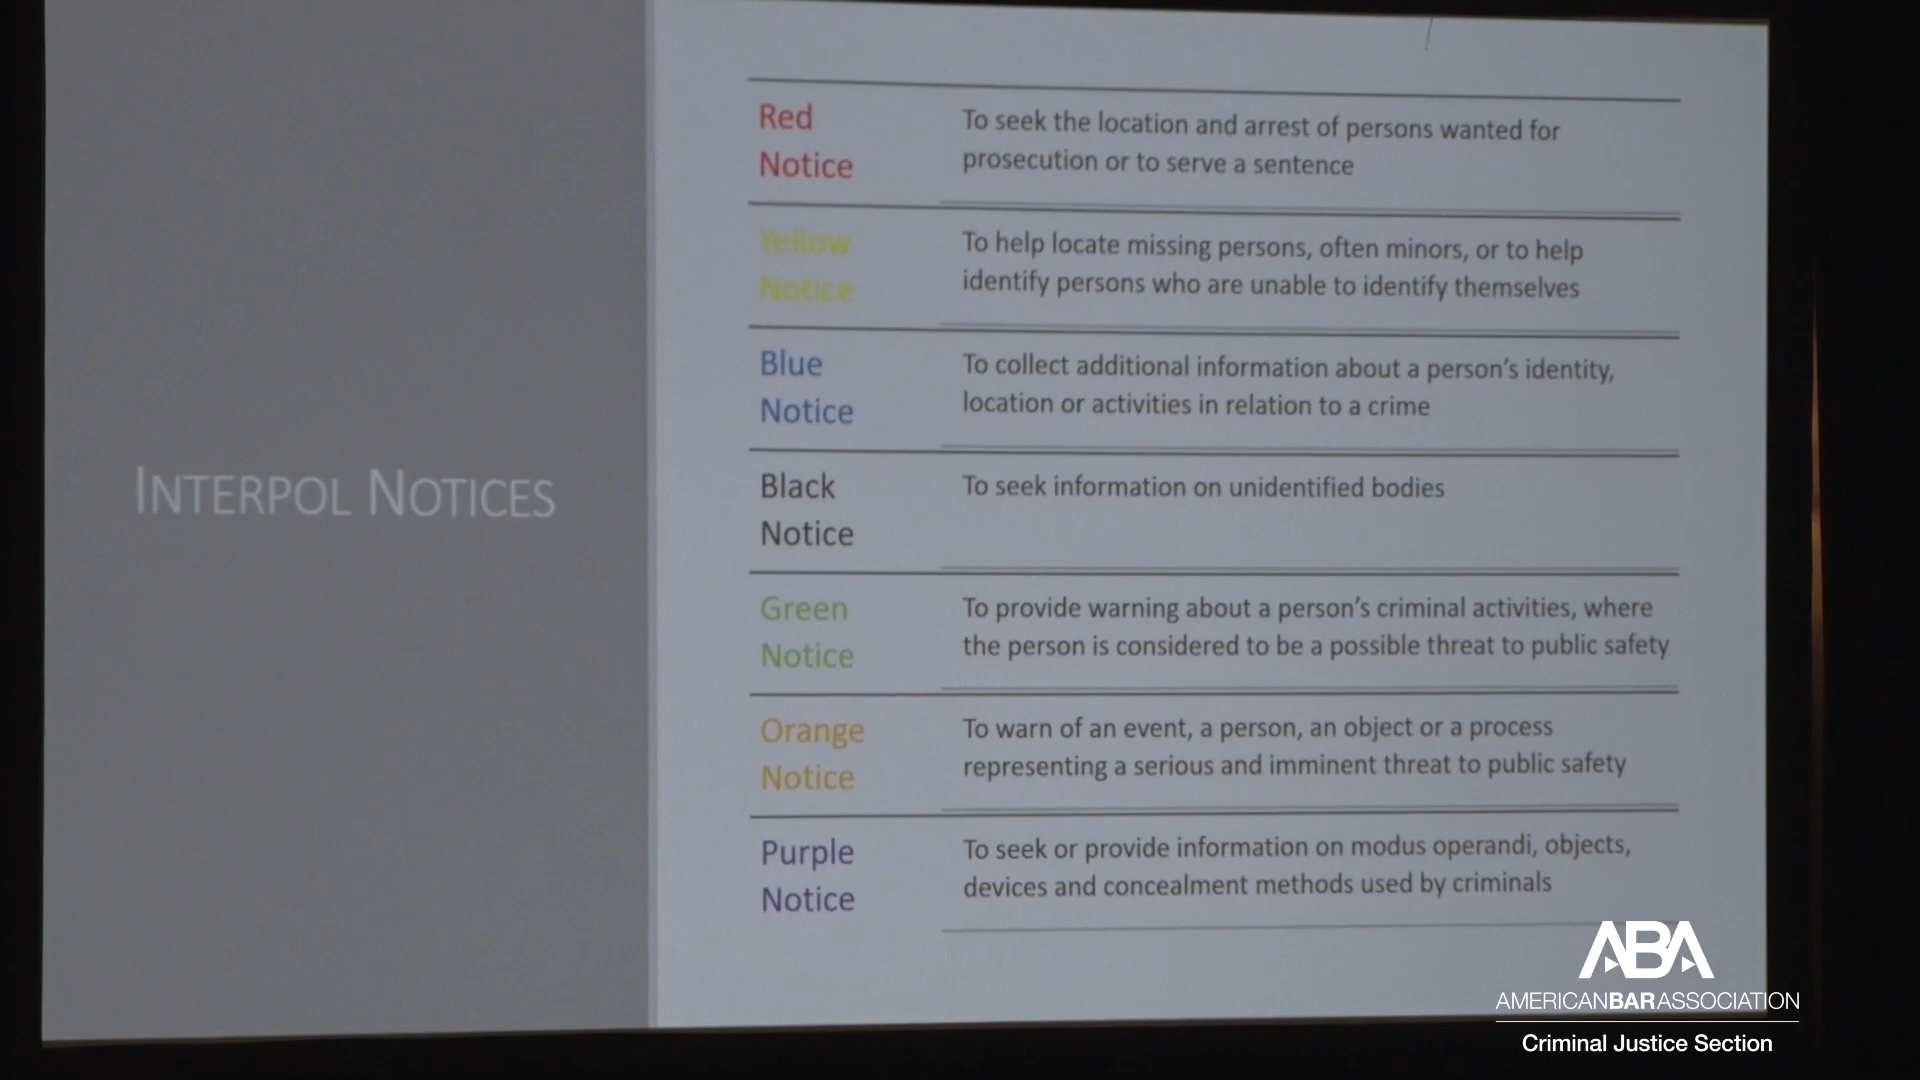 INTERPOL NOTICES
Red
Notice
To seek the location and arrest of persons wanted for
prosecution or to serve a sentence
Yellow
Notice
To help locate missing persons, often minors, or to help
identify persons who are unable to identify themselves
Blue
Notice
To collect additional information about a person's identity,
location or activities in relation to a crime
Black
Notice
To seek information on unidentified bodies
Green
Notice
To provide warning about a person's criminal activities, where
the person is considered to be a possible threat to public safety
Orange
Notice
To warn of an event, a person, an object or a process
representing a serious and imminent threat to public safety
Purple
Notice
To seek or provide information on modus operandi, objects,
devices and concealment methods used by criminals
ABA
AMERICANBARASSOCIATION
Criminal Justice Section